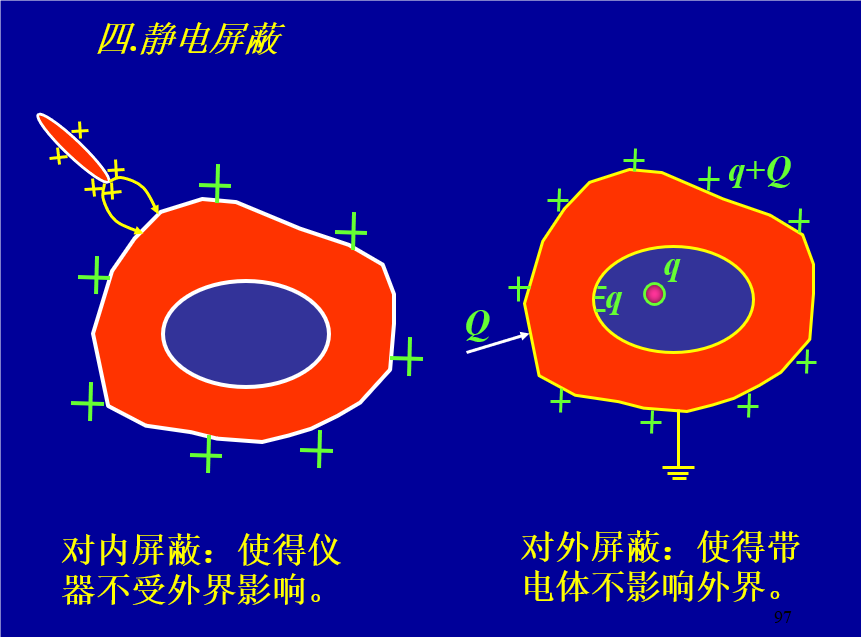 四.静电屏蔽
q+Q
q
q
Q
对内屏蔽：使得仪
器不受外界影响。
对外屏蔽：使得带
电体不影响外界。
97